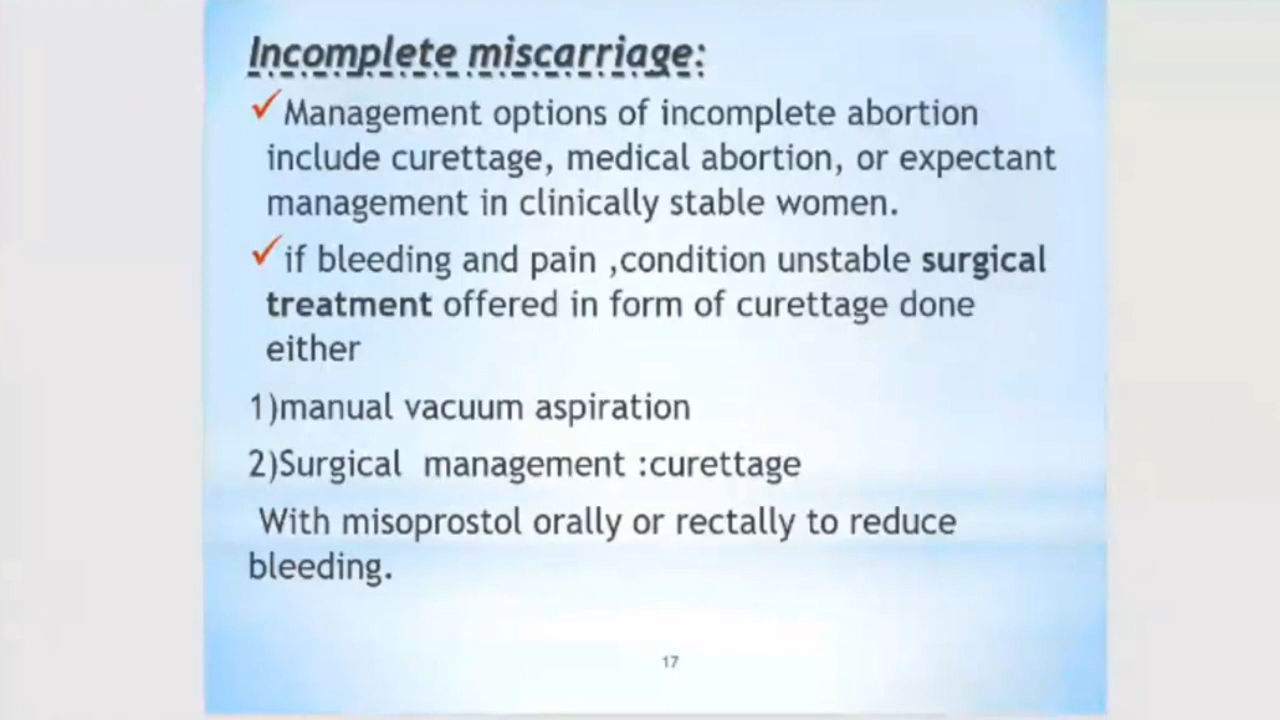 Incomplete miscarriage:
✓Management options of incomplete abortion
include curettage, medical abortion, or expectant
management in clinically stable women.
✓if bleeding and pain ,condition unstable surgical
treatment offered in form of curettage done
either
1)manual vacuum aspiration
2)Surgical management :curettage
With misoprostol orally or rectally to reduce
bleeding.
17